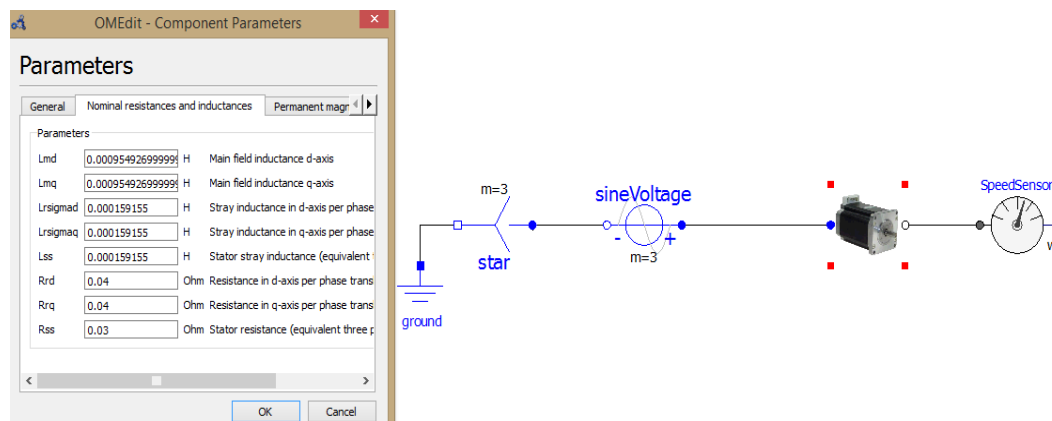 OMEdit - Component Parameters
Parameters
General
Nominal resistances and inductances
Permanent magr
Parameters
Lmd 0.00095492699999 H Main field inductance d-axis
Lmq 0.00095492699999 H Main field inductance q-axis
Lrsigmad 0.000159155 H Stray inductance in d-axis per phase
Lrsigmaq 0.000159155 H Stray inductance in q-axis per phase
Lss 0.000159155 H Stator stray inductance (equivalent
Rrd 0.04 Ohm Resistance in d-axis per phase trans
Rrq 0.04 Ohm Resistance in q-axis per phase trans
Rss 0.03 Ohm Stator resistance (equivalent three p
OK
Cancel
m=3
star
ground
sineVoltage
- +
m=3
SpeedSensor
w